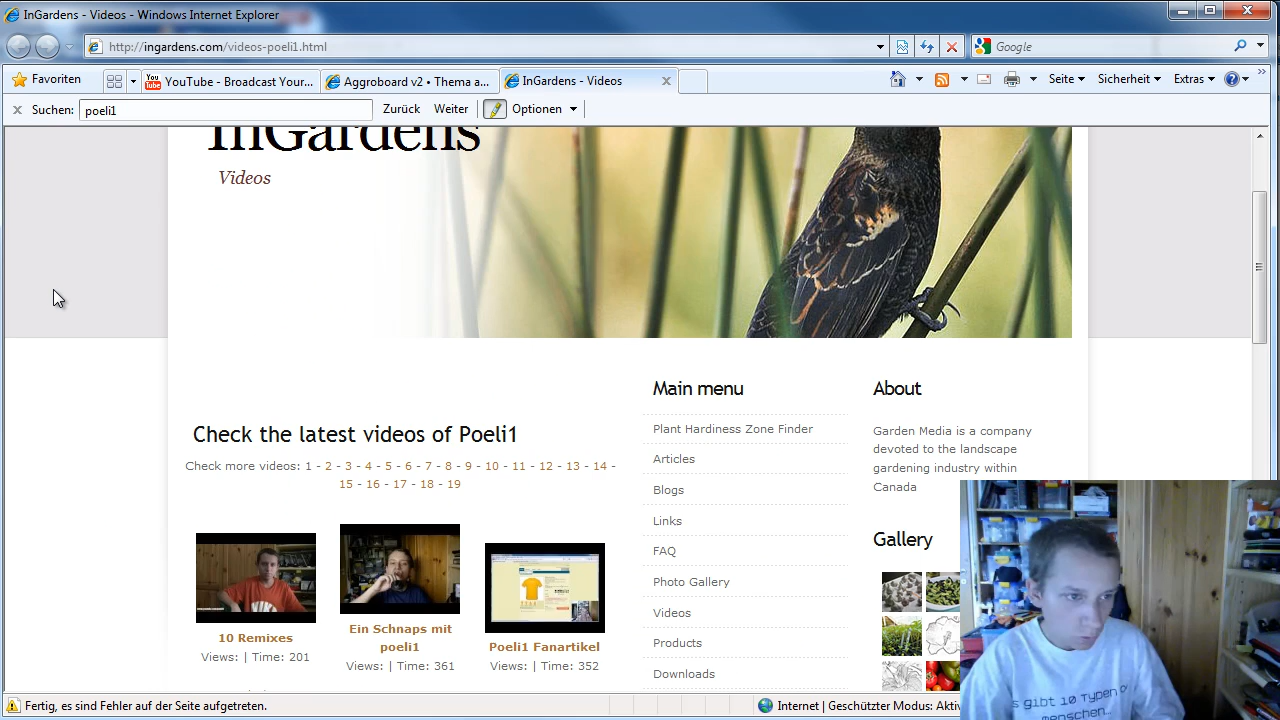 InGardens - Videos - Windows Internet Explorer
http://ingardens.com/videos-poeli1.html
Google
Favoriten
YouTube - Broadcast Your...
Aggroboard v2 • Thema a...
InGardens - Videos
Seite
Sicherheit
Extras
Suchen: poeli1
Zurück
Weiter
Optionen
InGardens
Videos
Check the latest videos of Poeli1
Check more videos: 1 - 2 - 3 - 4 - 5 - 6 - 7 - 8 - 9 - 10 - 11 - 12 - 13 - 14 -
15 - 16 - 17 - 18 - 19
10 Remixes
Views: | Time: 201
Ein Schnaps mit
poeli1
Views: | Time: 361
Poeli1 Fanartikel
Views: | Time: 352
Main menu
Plant Hardiness Zone Finder
Articles
Blogs
Links
FAQ
Photo Gallery
Videos
Products
Downloads
About
Garden Media is a company
devoted to the landscape
gardening industry within
Canada
Gallery
gibt 10 Typen
menschen...
Fertig, es sind Fehler auf der Seite aufgetreten.
Internet | Geschützter Modus: